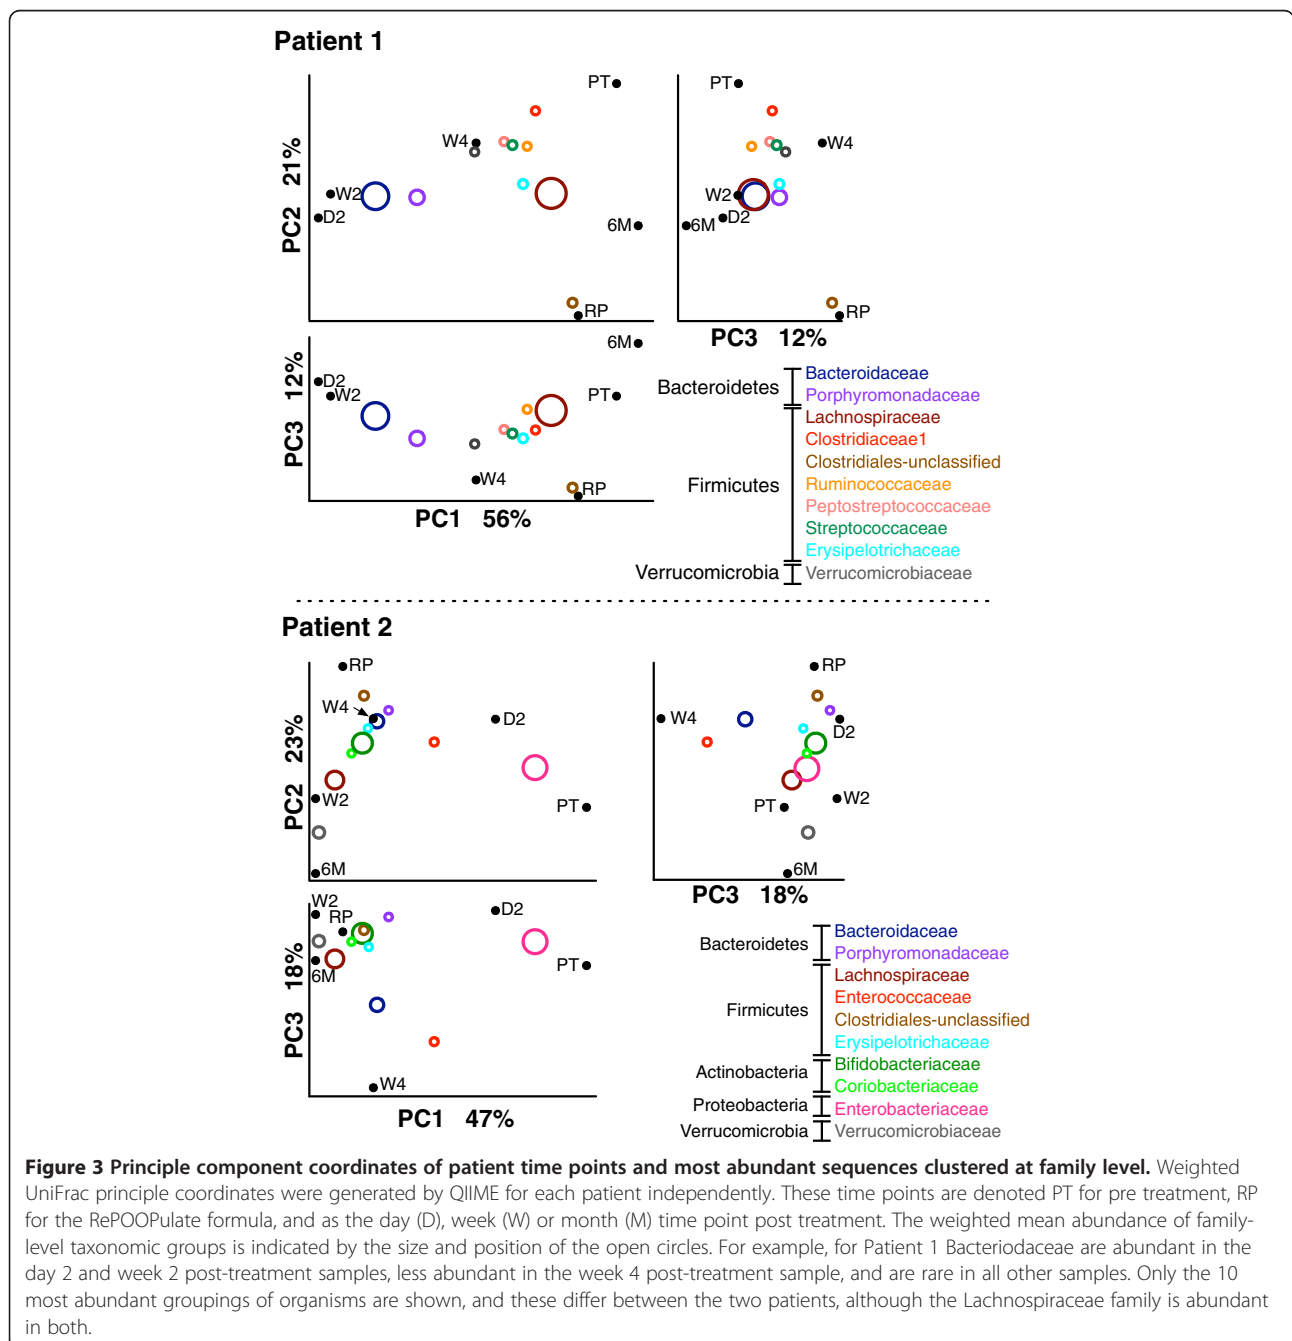 Patient 1
PT
W4
W2
D2
6M
RP
PC2 21%
PT
W4
W2
D2
6M
RP
PC3 12%
6M
D2
W2
PT
W4
RP
PC3 12%
PC1 56%
Bacteroidetes
Bacteroidaceae
Porphyromonadaceae
Firmicutes
Lachnospiraceae
Clostridiaceae1
Clostridiales-unclassified
Ruminococcaceae
Peptostreptococcaceae
Streptococcaceae
Erysipelotrichaceae
Verrucomicrobia
Verrucomicrobiaceae
Patient 2
RP
W4
D2
W2
PT
6M
PC2 23%
RP
W4
D2
W2
PT
6M
PC3 18%
W2
RP
D2
6M
PT
W4
PC3 18%
PC1 47%
Bacteroidetes
Bacteroidaceae
Porphyromonadaceae
Firmicutes
Lachnospiraceae
Enterococcaceae
Clostridiales-unclassified
Erysipelotrichaceae
Actinobacteria
Bifidobacteriaceae
Coriobacteriaceae
Proteobacteria
Enterobacteriaceae
Verrucomicrobia
Verrucomicrobiaceae
Figure 3 Principle component coordinates of patient time points and most abundant sequences clustered at family level. Weighted
UniFrac principle coordinates were generated by QIIME for each patient independently. These time points are denoted PT for pre treatment, RP
for the RePOOPulate formula, and as the day (D), week (W) or month (M) time point post treatment. The weighted mean abundance of family-
level taxonomic groups is indicated by the size and position of the open circles. For example, for Patient 1 Bacteriodaceae are abundant in the
day 2 and week 2 post-treatment samples, less abundant in the week 4 post-treatment sample, and are rare in all other samples. Only the 10
most abundant groupings of organisms are shown, and these differ between the two patients, although the Lachnospiraceae family is abundant
in both.